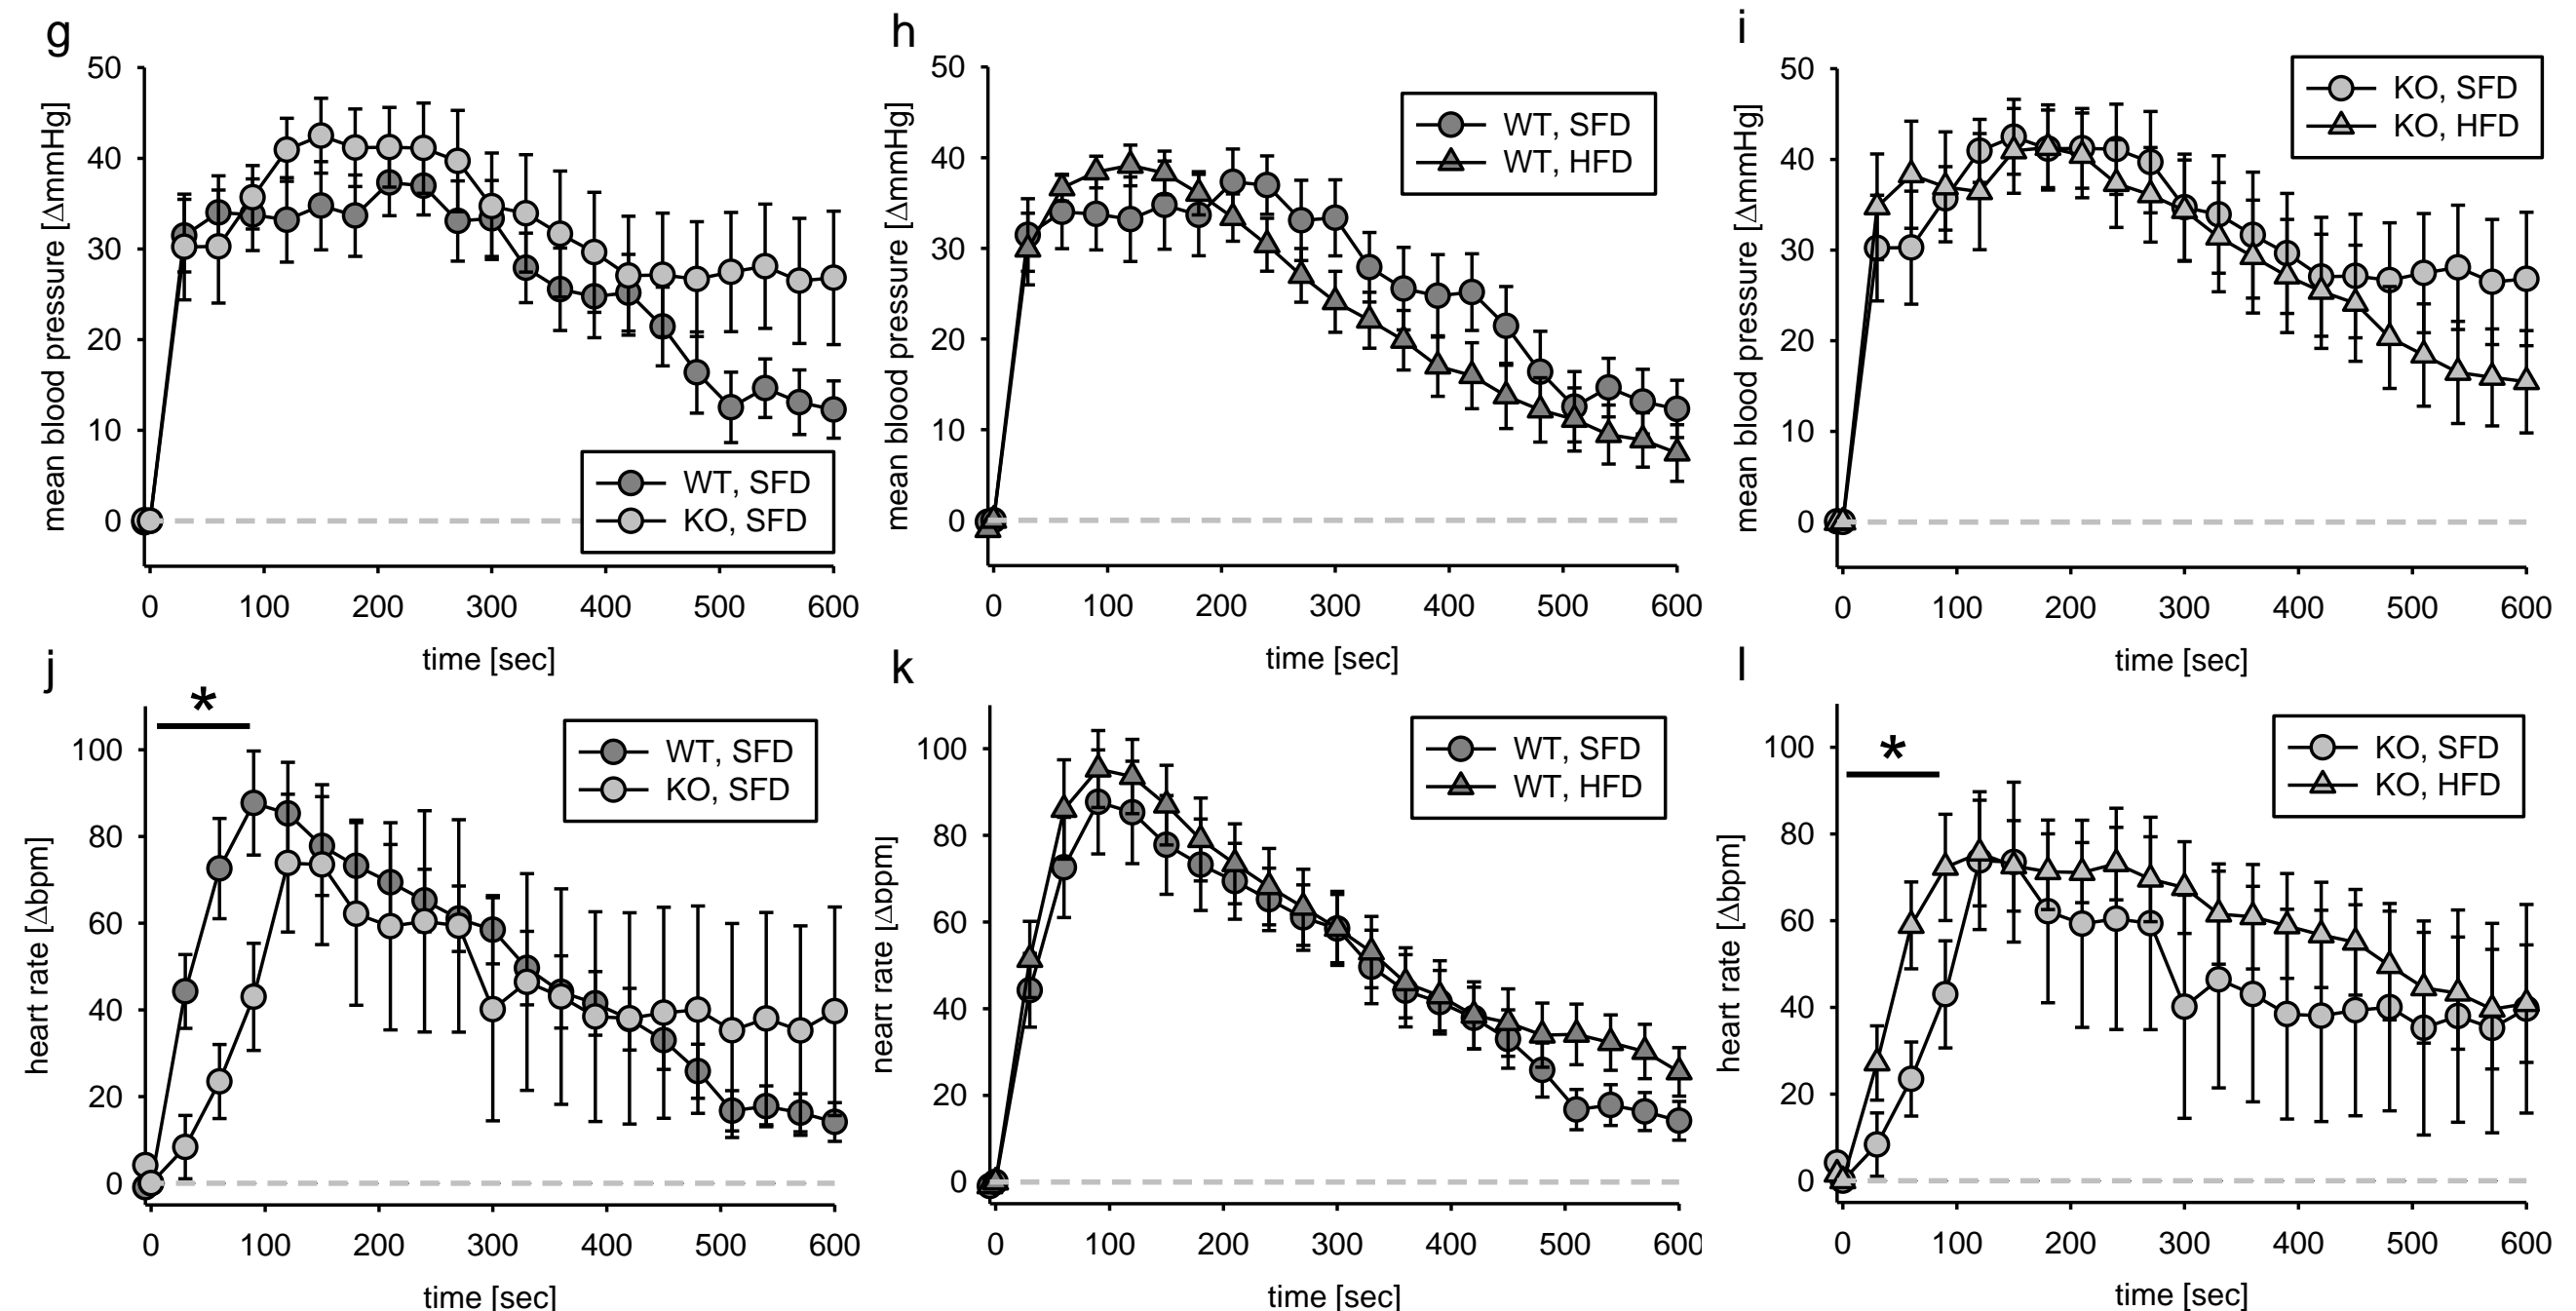 g
mean blood pressure [ΔmmHg]
50
40
30
20
10
0
WT, SFD
KO, SFD
0 100 200 300 400 500 600
time [sec]
h
mean blood pressure [ΔmmHg]
50
40
30
20
10
0
WT, SFD
WT, HFD
0 100 200 300 400 500 600
time [sec]
i
mean blood pressure [ΔmmHg]
50
40
30
20
10
0
KO, SFD
KO, HFD
0 100 200 300 400 500 600
time [sec]
j
heart rate [Δbpm]
*
100
80
60
40
20
0
WT, SFD
KO, SFD
0 100 200 300 400 500 600
time [sec]
k
heart rate [Δbpm]
100
80
60
40
20
0
WT, SFD
WT, HFD
0 100 200 300 400 500 600
time [sec]
l
heart rate [Δbpm]
*
100
80
60
40
20
0
KO, SFD
KO, HFD
0 100 200 300 400 500 600
time [sec]